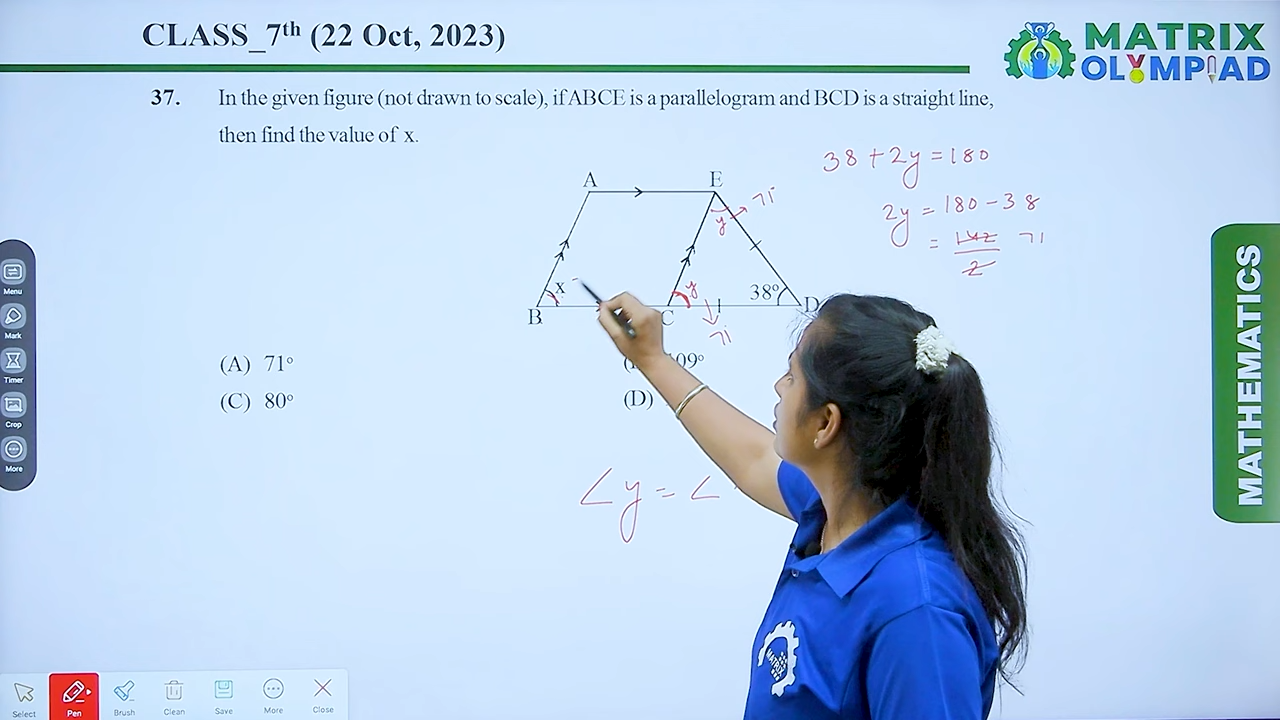 CLASS_7th (22 Oct, 2023)
MATRIX
OLYMPIAD
37. In the given figure (not drawn to scale), if ABCE is a parallelogram and BCD is a straight line,
then find the value of x.
38 + 2y = 180
2y = 180 - 38
= 142 71
2
A E
y 71
x y 38° D
B C
71
(A) 71° 09°
(C) 80° (D)
∠y = ∠
MATHEMATICS
Menu
Mark
Timer
Crop
More
Select Pen Brush Clean Save More Close